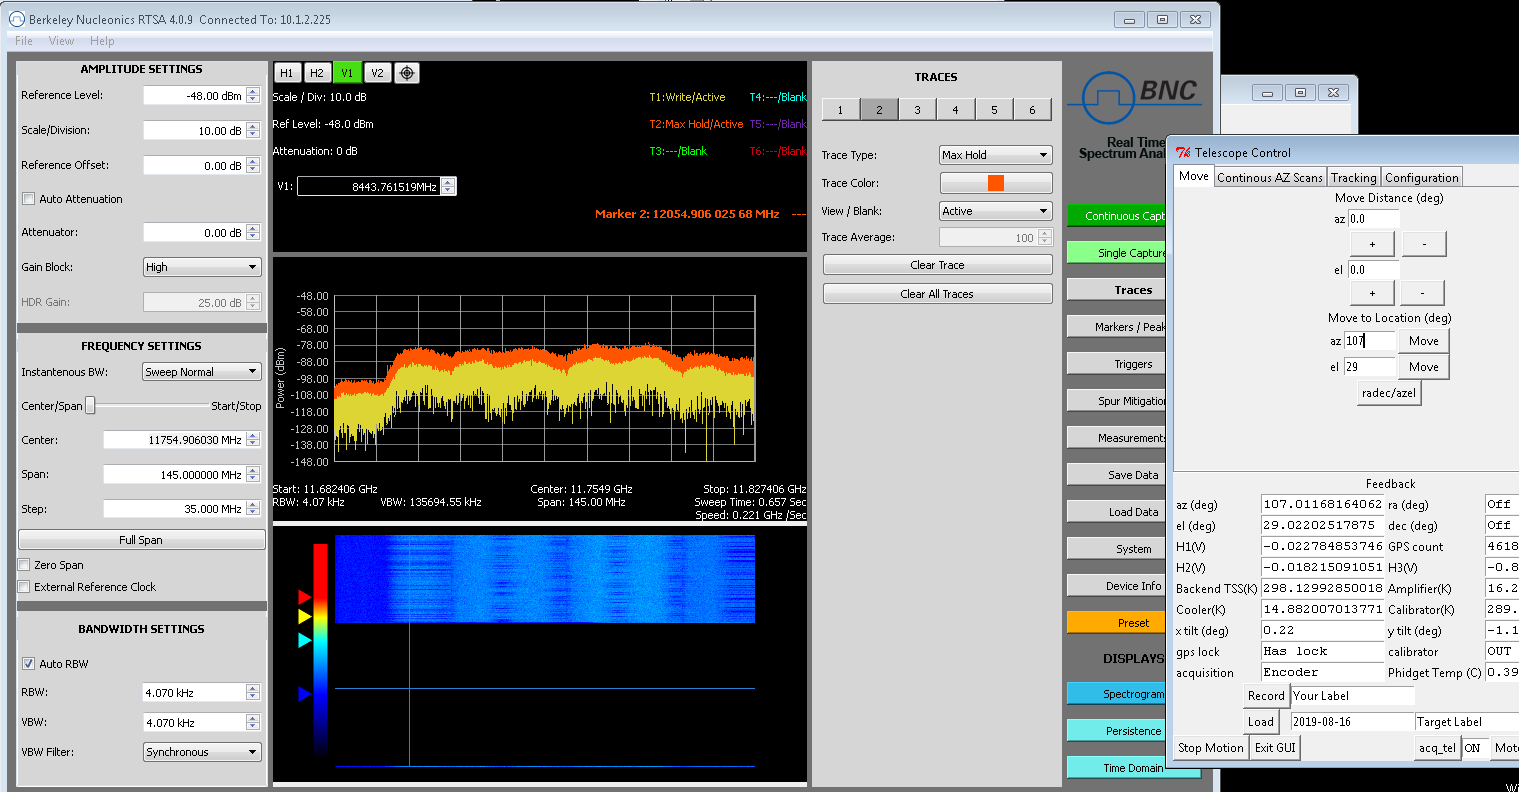 Berkeley Nucleonics RTSA 4.0.9 Connected To: 10.1.2.225
File View Help
AMPLITUDE SETTINGS
Reference Level: -48.00 dBm
Scale/Division: 10.00 dB
Reference Offset: 0.00 dB
Auto Attenuation
Attenuator: 0.00 dB
Gain Block: High
HDR Gain: 25.00 dB
FREQUENCY SETTINGS
Instantenous BW: Sweep Normal
Center/Span Start/Stop
Center: 11754.906030 MHz
Span: 145.000000 MHz
Step: 35.000 MHz
Full Span
Zero Span
External Reference Clock
BANDWIDTH SETTINGS
Auto RBW
RBW: 4.070 kHz
VBW: 4.070 kHz
VBW Filter: Synchronous
H1 H2 V1 V2
Scale / Div: 10.0 dB T1:Write/Active T4:---/Blank
Ref Level: -48.0 dBm T2:Max Hold/Active T5:---/Blank
Attenuation: 0 dB T3:---/Blank T6:---/Blank
V1: 8443.761519MHz
Marker 2: 12054.906 025 68 MHz ---
Power (dBm)
-48.00
-58.00
-68.00
-78.00
-88.00
-98.00
-108.00
-118.00
-128.00
-138.00
-148.00
Start: 11.682406 GHz Center: 11.7549 GHz Stop: 11.827406 GHz
RBW: 4.07 kHz VBW: 135694.55 kHz Span: 145.00 MHz Sweep Time: 0.657 Sec
Speed: 0.221 GHz /Sec
TRACES
1 2 3 4 5 6
Trace Type: Max Hold
Trace Color:
View / Blank: Active
Trace Average: 100
Clear Trace
Clear All Traces
BNC
Real Time
Spectrum Anal
Continuous Capt
Single Capture
Traces
Markers / Peak
Triggers
Spur Mitigation
Measurements
Save Data
Load Data
System
Device Info
Preset
DISPLAYS
Spectrogram
Persistence
Time Domain
Telescope Control
Move Continous AZ Scans Tracking Configuration
Move Distance (deg)
az 0.0
+ -
el 0.0
+ -
Move to Location (deg)
az 107 Move
el 29 Move
radec/azel
Feedback
az (deg) 107.01168164062 ra (deg) Off
el (deg) 29.02202517875 dec (deg) Off
H1(V) -0.022784853746 GPS count 4618
H2(V) -0.018215091051 H3(V) -0.8
Backend TSS(K) 298.12992850018 Amplifier(K) 16.2
Cooler(K) 14.882007013771 Calibrator(K) 289.
x tilt (deg) 0.22 y tilt (deg) -1.1
gps lock Has lock calibrator OUT
acquisition Encoder Phidget Temp (C) 0.39
Record Your Label
Load 2019-08-16 Target Label
Stop Motion Exit GUI acq_tel ON Moto